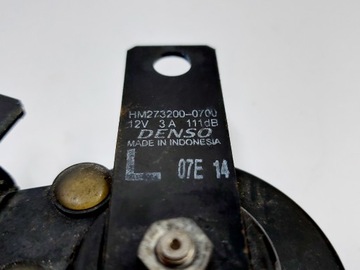 HM273200-0700
12V 3A 111dB
DENSO
MADE IN INDONESIA
L 07E 14